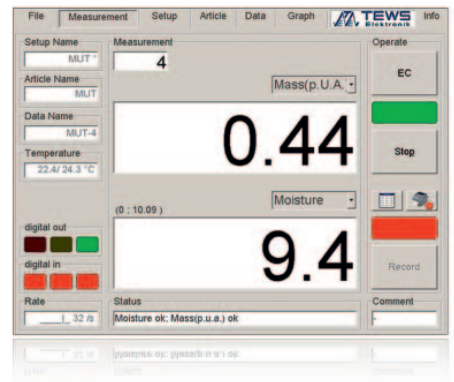 File Measurement Setup Article Data Graph TEWS Elektronik Info
Setup Name
MUT *
Article Name
MUT
Data Name
MUT-4
Temperature
22.4/ 24.3 °C
digital out
digital in
Rate
32 /s
Measurement
4
Mass(p.U.A.
0.44
(0 ; 10.09 )
Moisture
9.4
Status
Moisture ok: Mass(p.u.a.) ok
Operate
EC
Stop
Record
Comment
-